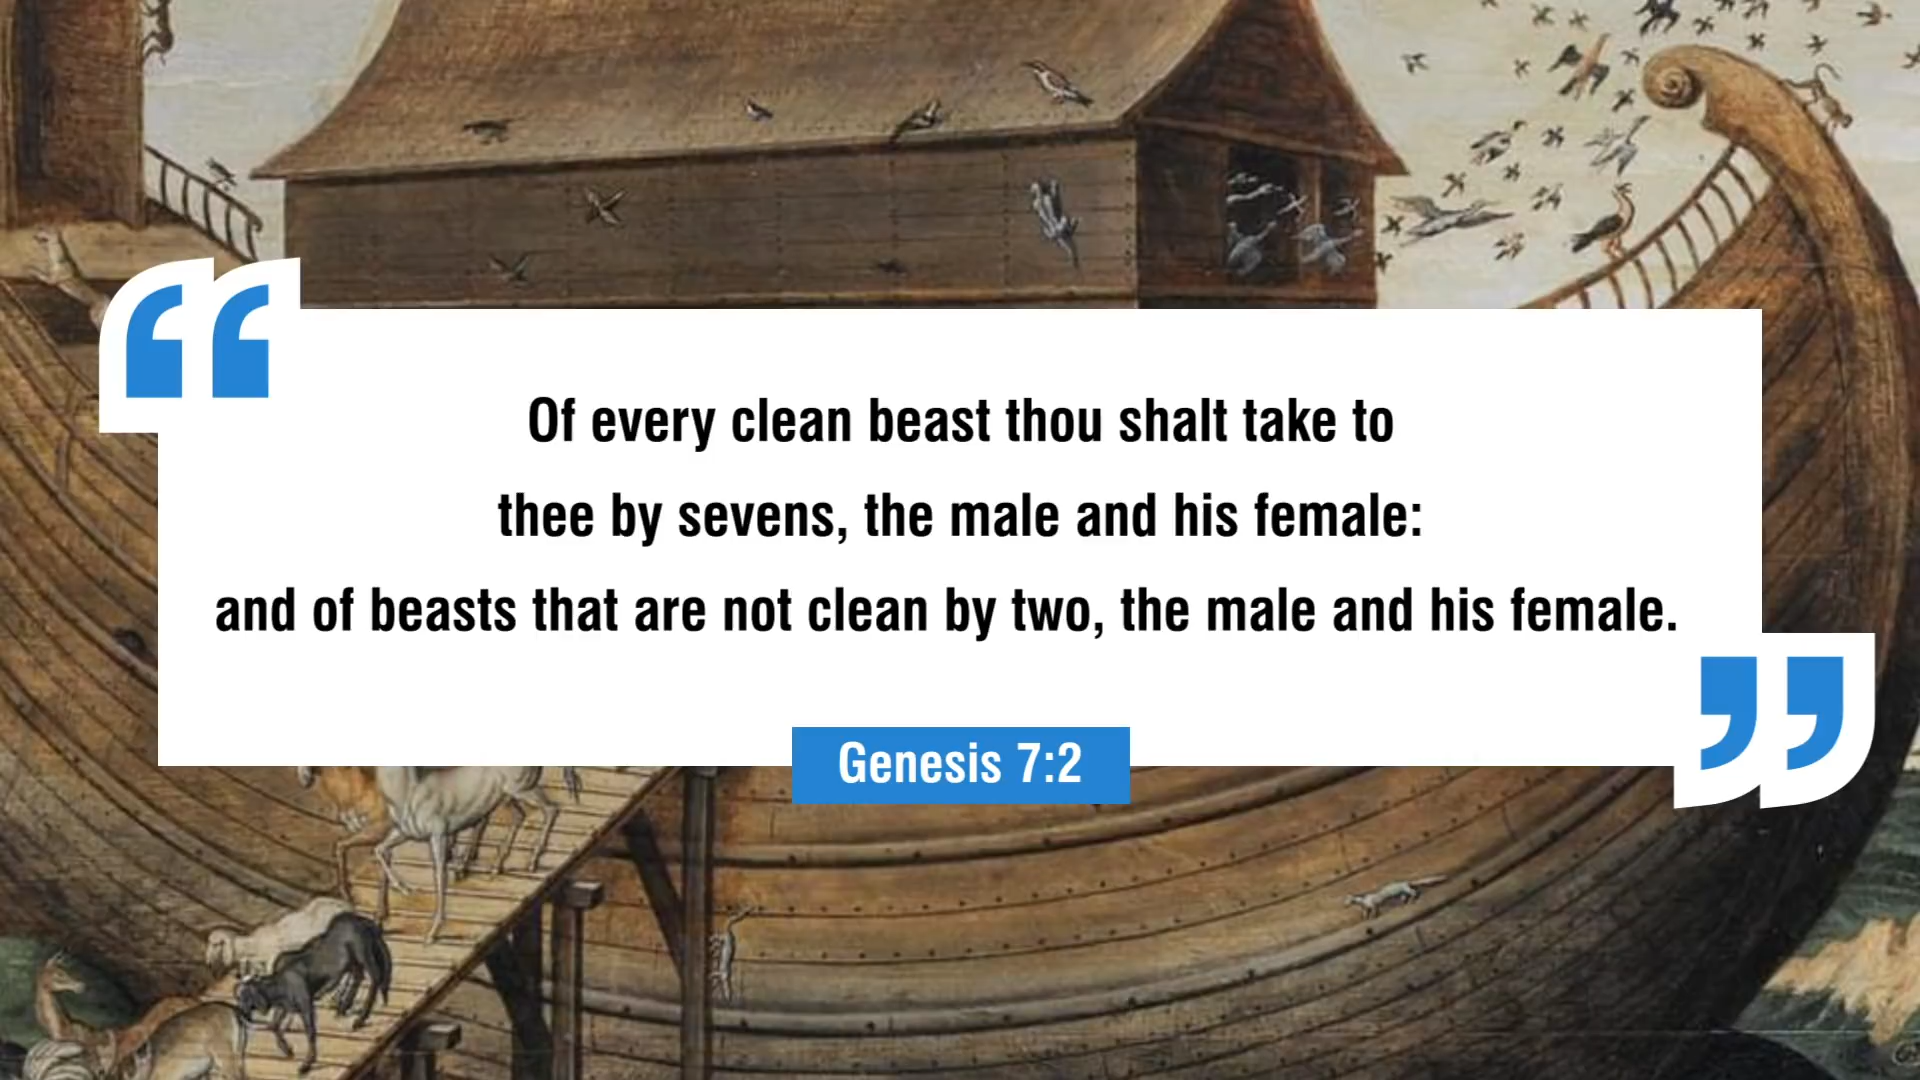 “
Of every clean beast thou shalt take to
thee by sevens, the male and his female:
and of beasts that are not clean by two, the male and his female.
”
Genesis 7:2